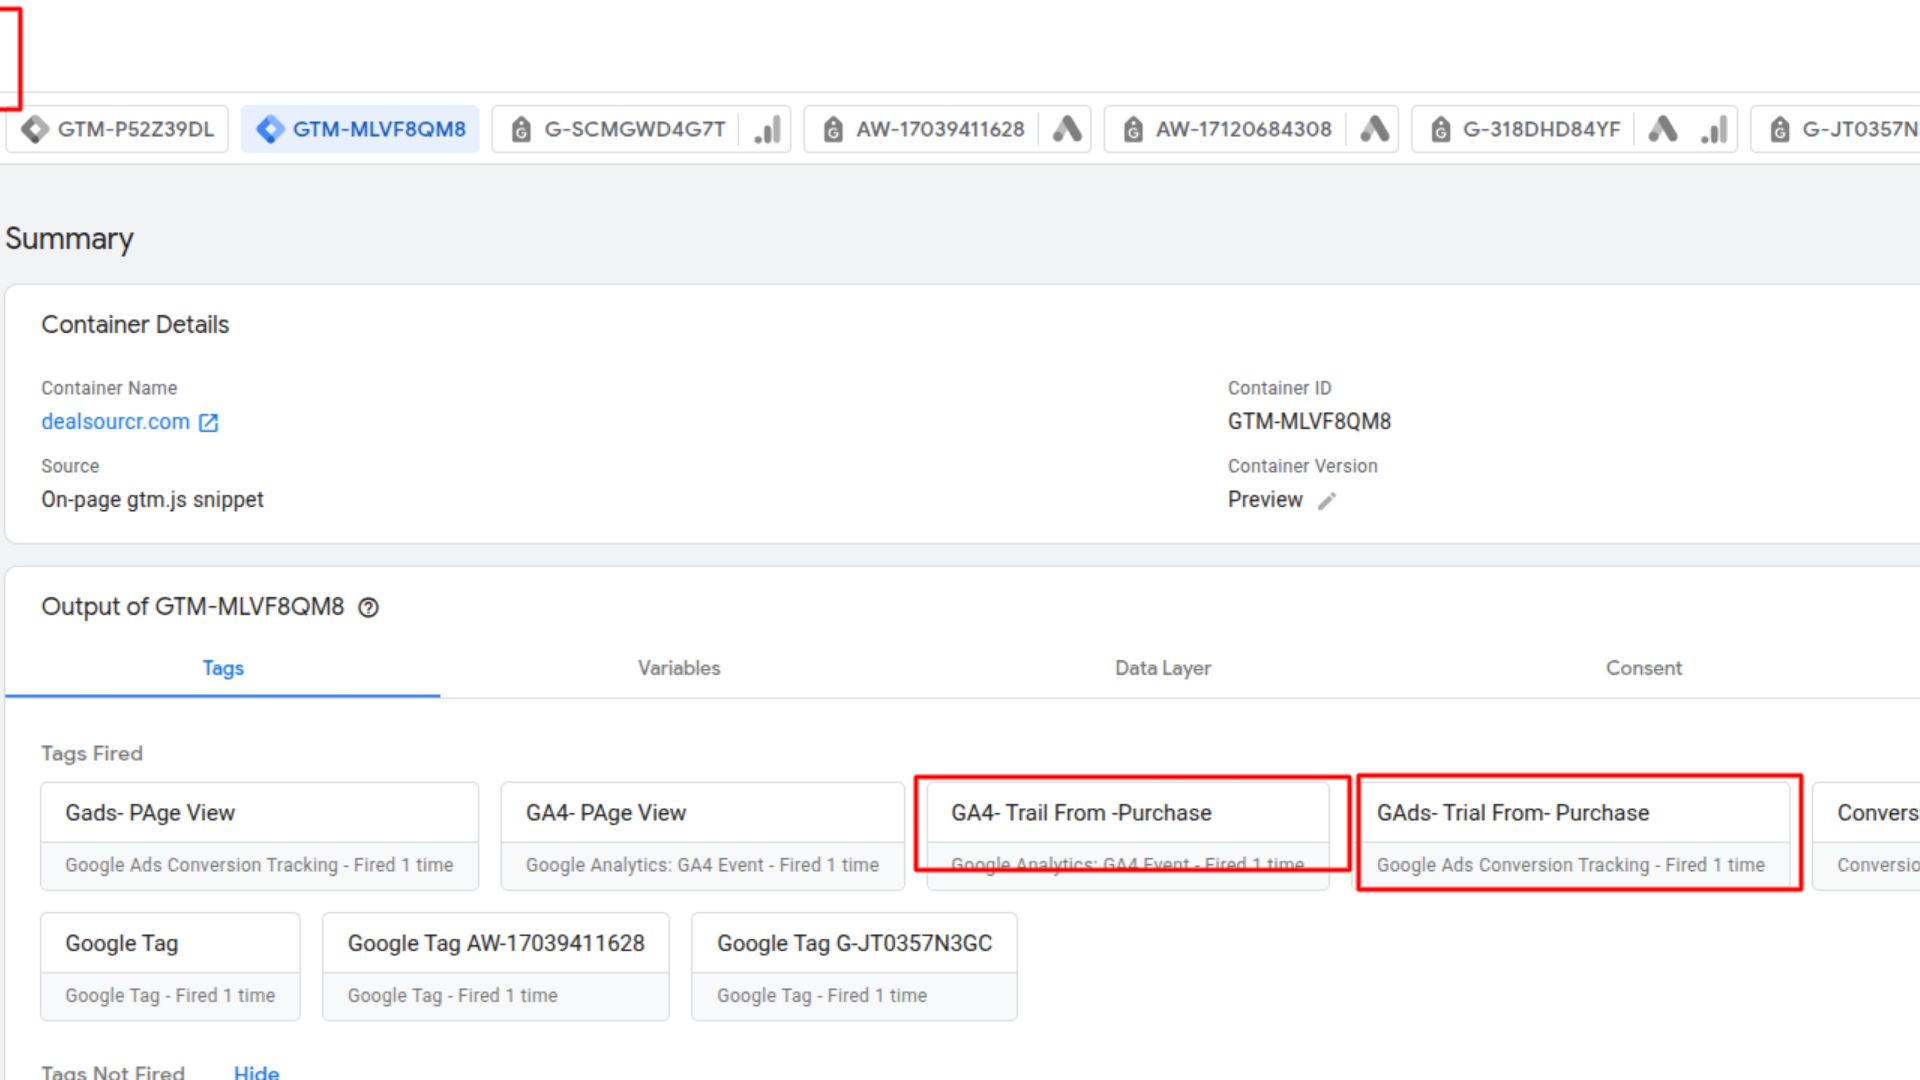 GTM-P52Z39DL GTM-MLVF8QM8 G-SCMGWD4G7T AW-17039411628 AW-17120684308 G-318DHD84YF G-JT0357N
Summary
Container Details
Container Name Container ID
dealsourcr.com GTM-MLVF8QM8
Source Container Version
On-page gtm.js snippet Preview
Output of GTM-MLVF8QM8
Tags Variables Data Layer Consent
Tags Fired
Gads- PAge View GA4- PAge View GA4- Trail From -Purchase GAds- Trial From- Purchase Convers
Google Ads Conversion Tracking - Fired 1 time Google Analytics: GA4 Event - Fired 1 time Google Analytics: GA4 Event - Fired 1 time Google Ads Conversion Tracking - Fired 1 time Conversio
Google Tag Google Tag AW-17039411628 Google Tag G-JT0357N3GC
Google Tag - Fired 1 time Google Tag - Fired 1 time Google Tag - Fired 1 time
Tags Not Fired Hide